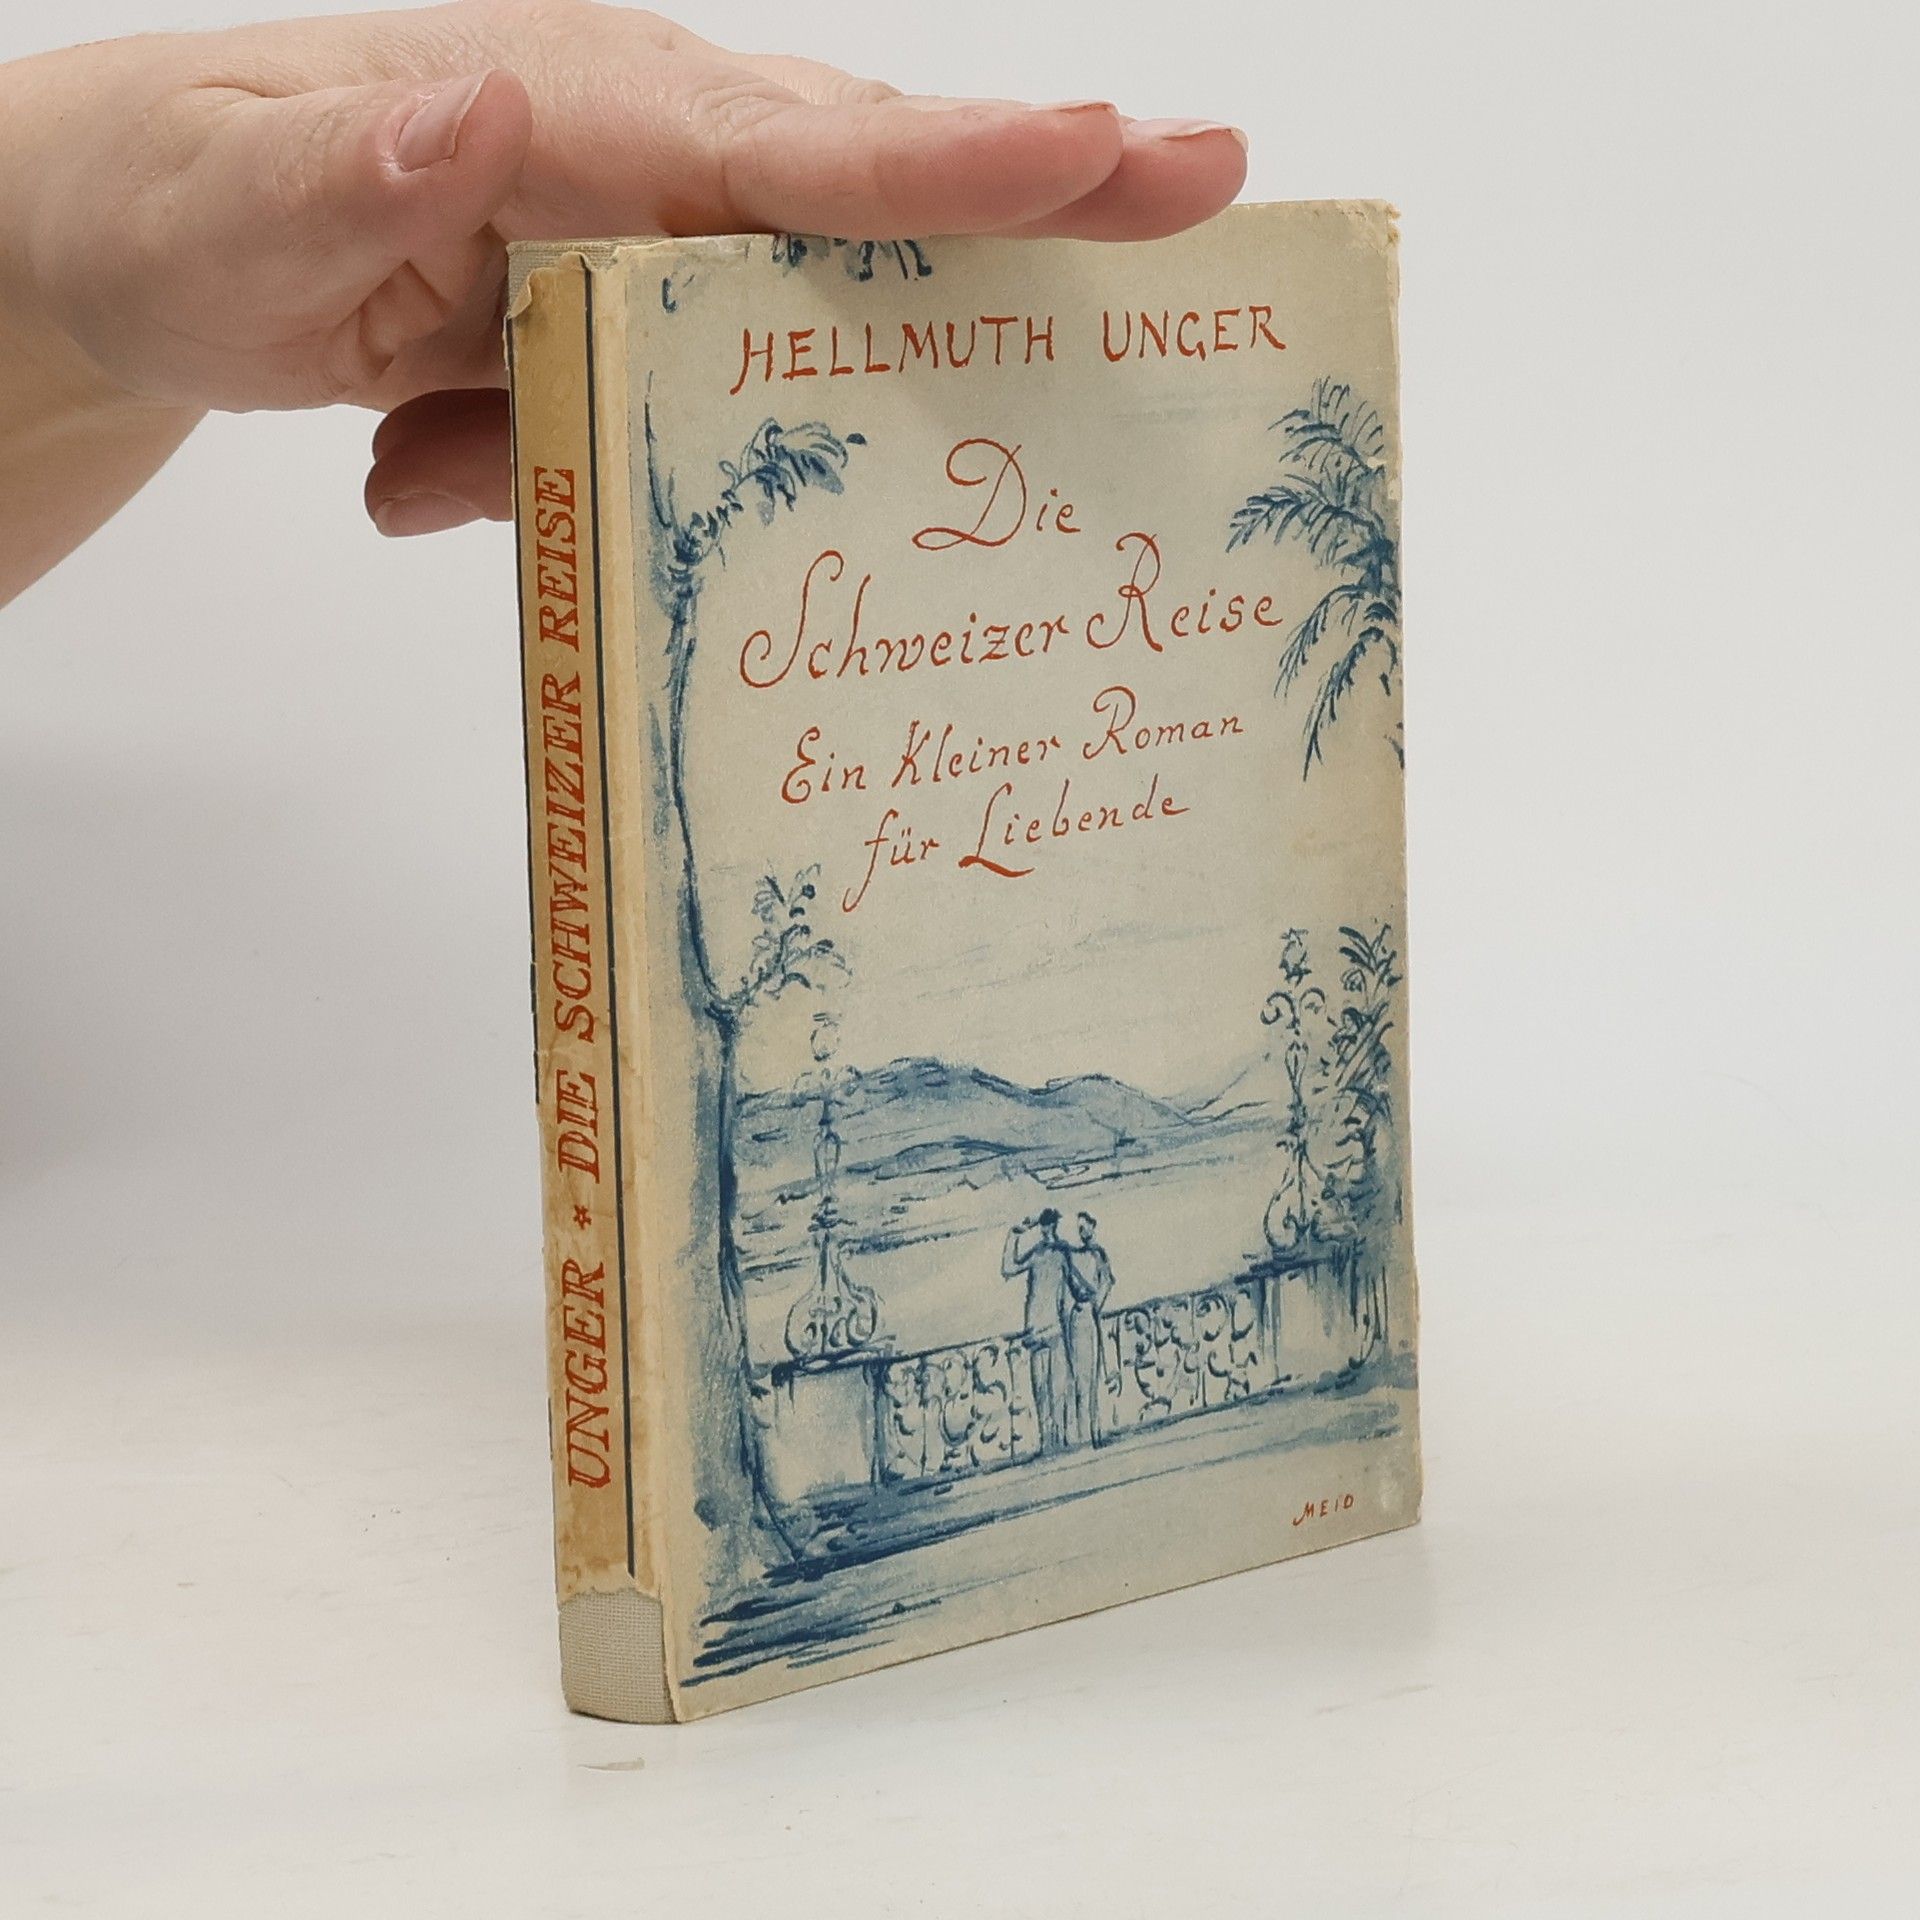 HELLMUTH UNGER
Die
Schweizer Reise
Ein Kleiner Roman
für Liebende
MEID
UNGER * DIE SCHWEIZER REISE